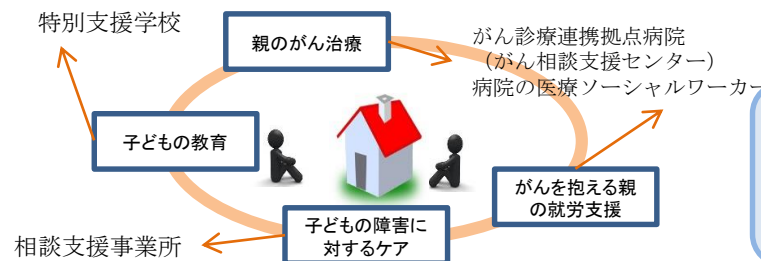 特別支援学校
親のがん治療
がん診療連携拠点病院
（がん相談支援センター）
病院の医療ソーシャルワーカー
子どもの教育
がんを抱える親
の就労支援
子どもの障害に
対するケア
相談支援事業所